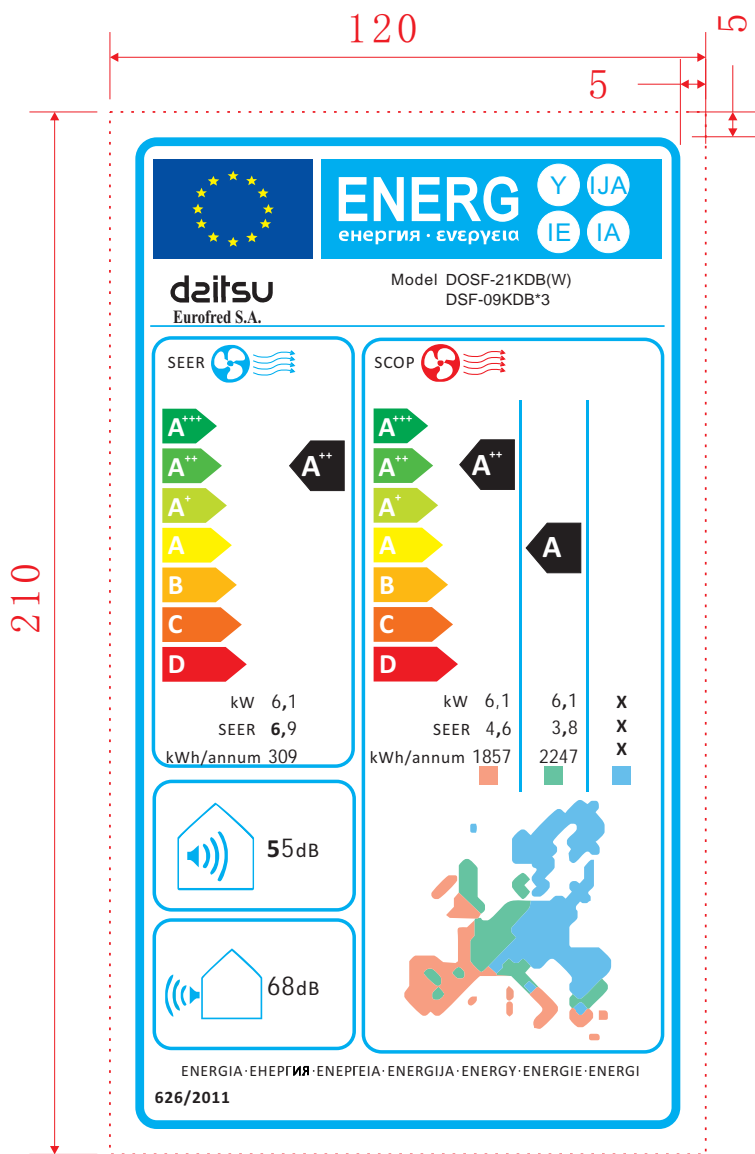 120
5
5
210
ENERG
енергия · ενεργεια
Y IJA
IE IA
daitsu
Eurofred S.A.
Model DOSF-21KDB(W)
DSF-09KDB*3
SEER
A+++
A++
A+
A
B
C
D
A++
kW 6,1
SEER 6,9
kWh/annum 309
SCOP
A+++
A++
A+
A
B
C
D
A++
A
kW 6,1 6,1 X
SEER 4,6 3,8 X
kWh/annum 1857 2247 X
55dB
68dB
ENERGIA·ЕНЕРГИЯ·ΕΝΕΡΓΕΙΑ·ENERGIJA·ENERGY·ENERGIE·ENERGI
626/2011